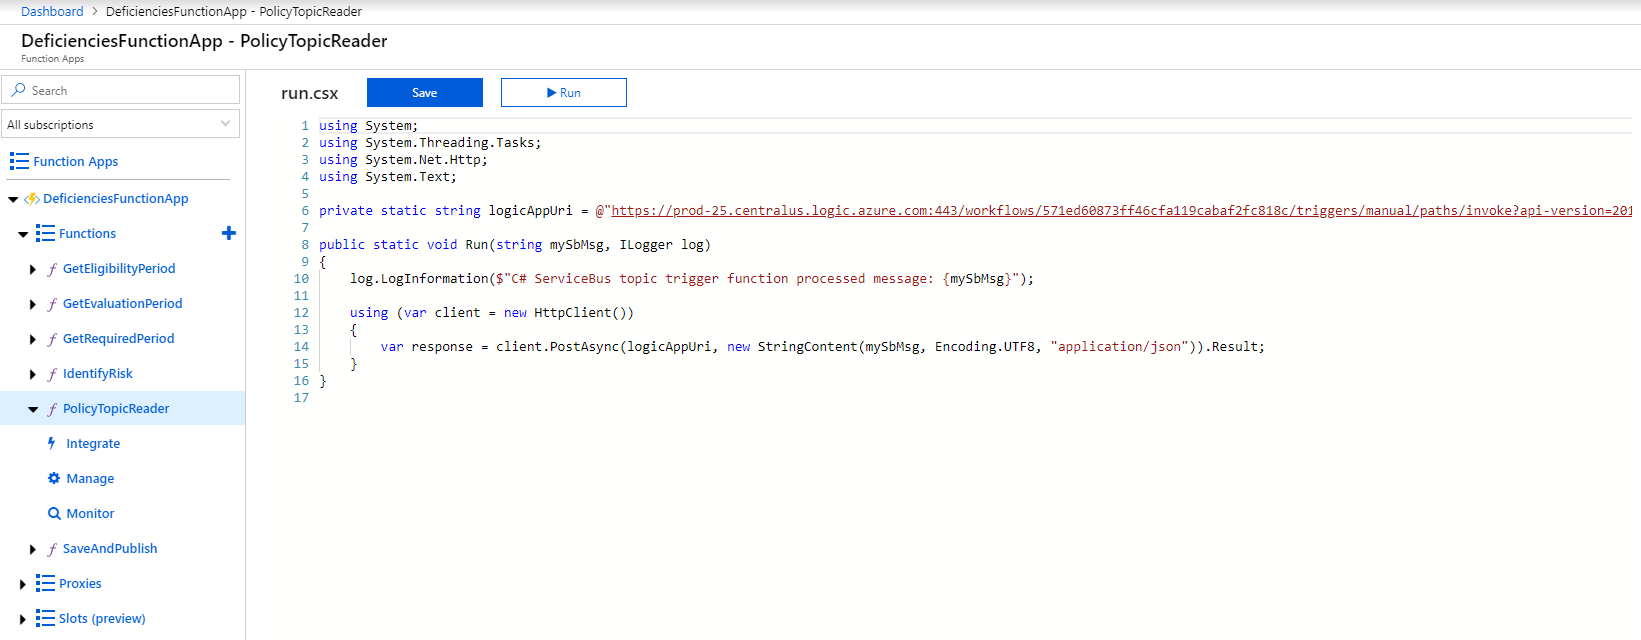 Dashboard > DeficienciesFunctionApp - PolicyTopicReader
DeficienciesFunctionApp - PolicyTopicReader
Function Apps
Search
All subscriptions
Function Apps
DeficienciesFunctionApp
Functions
GetEligibilityPeriod
GetEvaluationPeriod
GetRequiredPeriod
IdentifyRisk
PolicyTopicReader
Integrate
Manage
Monitor
SaveAndPublish
Proxies
Slots (preview)
run.csx Save Run
1 using System;
2 using System.Threading.Tasks;
3 using System.Net.Http;
4 using System.Text;
5
6 private static string logicAppUri = @"https://prod-25.centralus.logic.azure.com:443/workflows/571ed60873ff46cfa119cabaf2fc818c/triggers/manual/paths/invoke?api-version=201
7
8 public static void Run(string mySbMsg, ILogger log)
9 {
10 log.LogInformation($"C# ServiceBus topic trigger function processed message: {mySbMsg}");
11
12 using (var client = new HttpClient())
13 {
14 var response = client.PostAsync(logicAppUri, new StringContent(mySbMsg, Encoding.UTF8, "application/json")).Result;
15 }
16 }
17